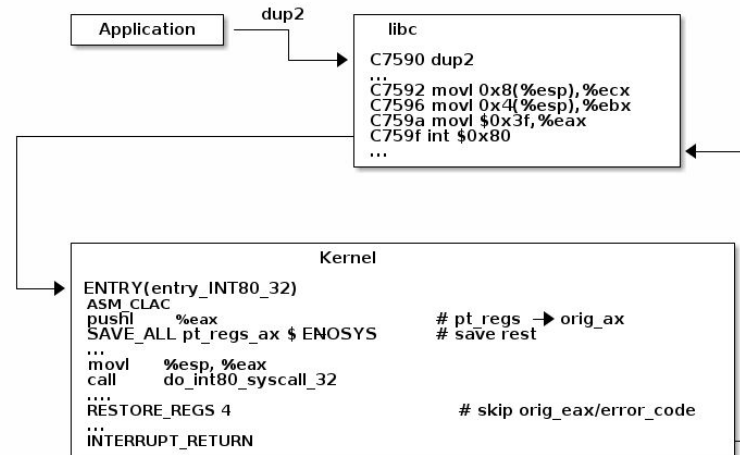 dup2
Application
libc
C7590 dup2
...
C7592 movl 0x8(%esp),%ecx
C7596 movl 0x4(%esp),%ebx
C759a movl $0x3f,%eax
C759f int $0x80
...
Kernel
ENTRY(entry_INT80_32)
ASM_CLAC
pushl %eax # pt_regs → orig_ax
SAVE_ALL pt_regs_ax $ ENOSYS # save rest
...
movl %esp, %eax
call do_int80_syscall_32
....
RESTORE_REGS 4 # skip orig_eax/error_code
...
INTERRUPT_RETURN